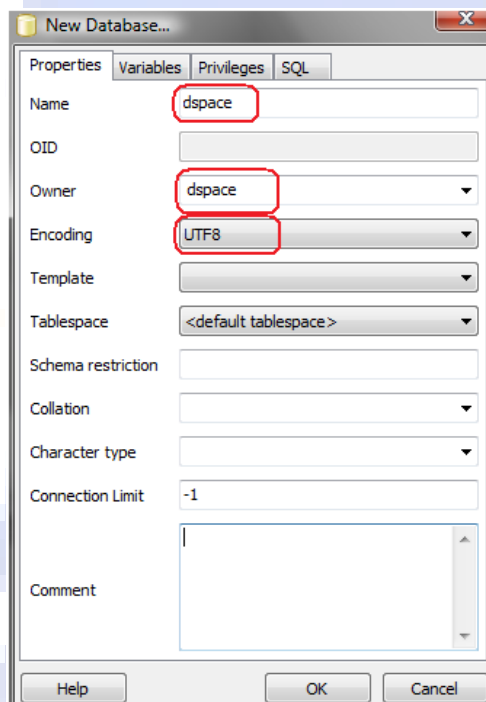 New Database...
Properties Variables Privileges SQL
Name dspace
OID
Owner dspace
Encoding UTF8
Template
Tablespace <default tablespace>
Schema restriction
Collation
Character type
Connection Limit -1
Comment
Help OK Cancel